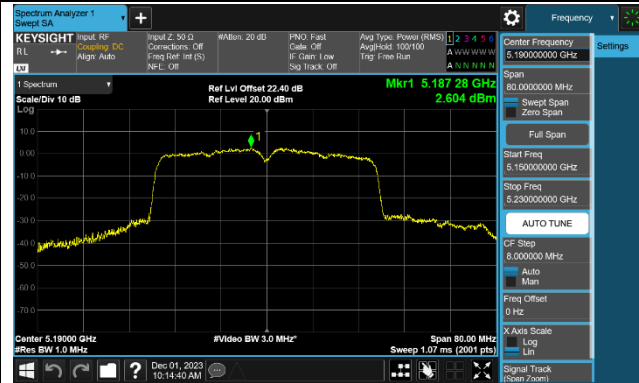 Spectrum Analyzer 1
Swept SA
Frequency
KEYSIGHT
Input: RF
Input Z: 50 Ω
#Atten: 20 dB
PNO: Fast
Avg Type: Power (RMS)
1 2 3 4 5 6
RL
Coupling: DC
Corrections: Off
Gate: Off
Avg|Hold: 100/100
A W W W W W
Align: Auto
Freq Ref: Int (S)
IF Gain: Low
Trig: Free Run
A N N N N N
NFE: Off
Sig Track: Off
LXI
Center Frequency
5.190000000 GHz
Settings
1 Spectrum
Ref Lvl Offset 22.40 dB
Mkr1 5.187 28 GHz
Scale/Div 10 dB
Ref Level 20.00 dBm
2.604 dBm
Log
Span
80.0000000 MHz
Swept Span
Zero Span
Full Span
Start Freq
5.150000000 GHz
Stop Freq
5.230000000 GHz
AUTO TUNE
CF Step
8.000000 MHz
Auto
Man
Freq Offset
0 Hz
X Axis Scale
Log
Lin
Signal Track
(Span Zoom)
1
10.0
0.00
-10.0
-20.0
-30.0
-40.0
-50.0
-60.0
-70.0
Center 5.19000 GHz
#Video BW 3.0 MHz*
Span 80.00 MHz
#Res BW 1.0 MHz
Sweep 1.07 ms (2001 pts)
?
Dec 01, 2023
10:14:40 AM